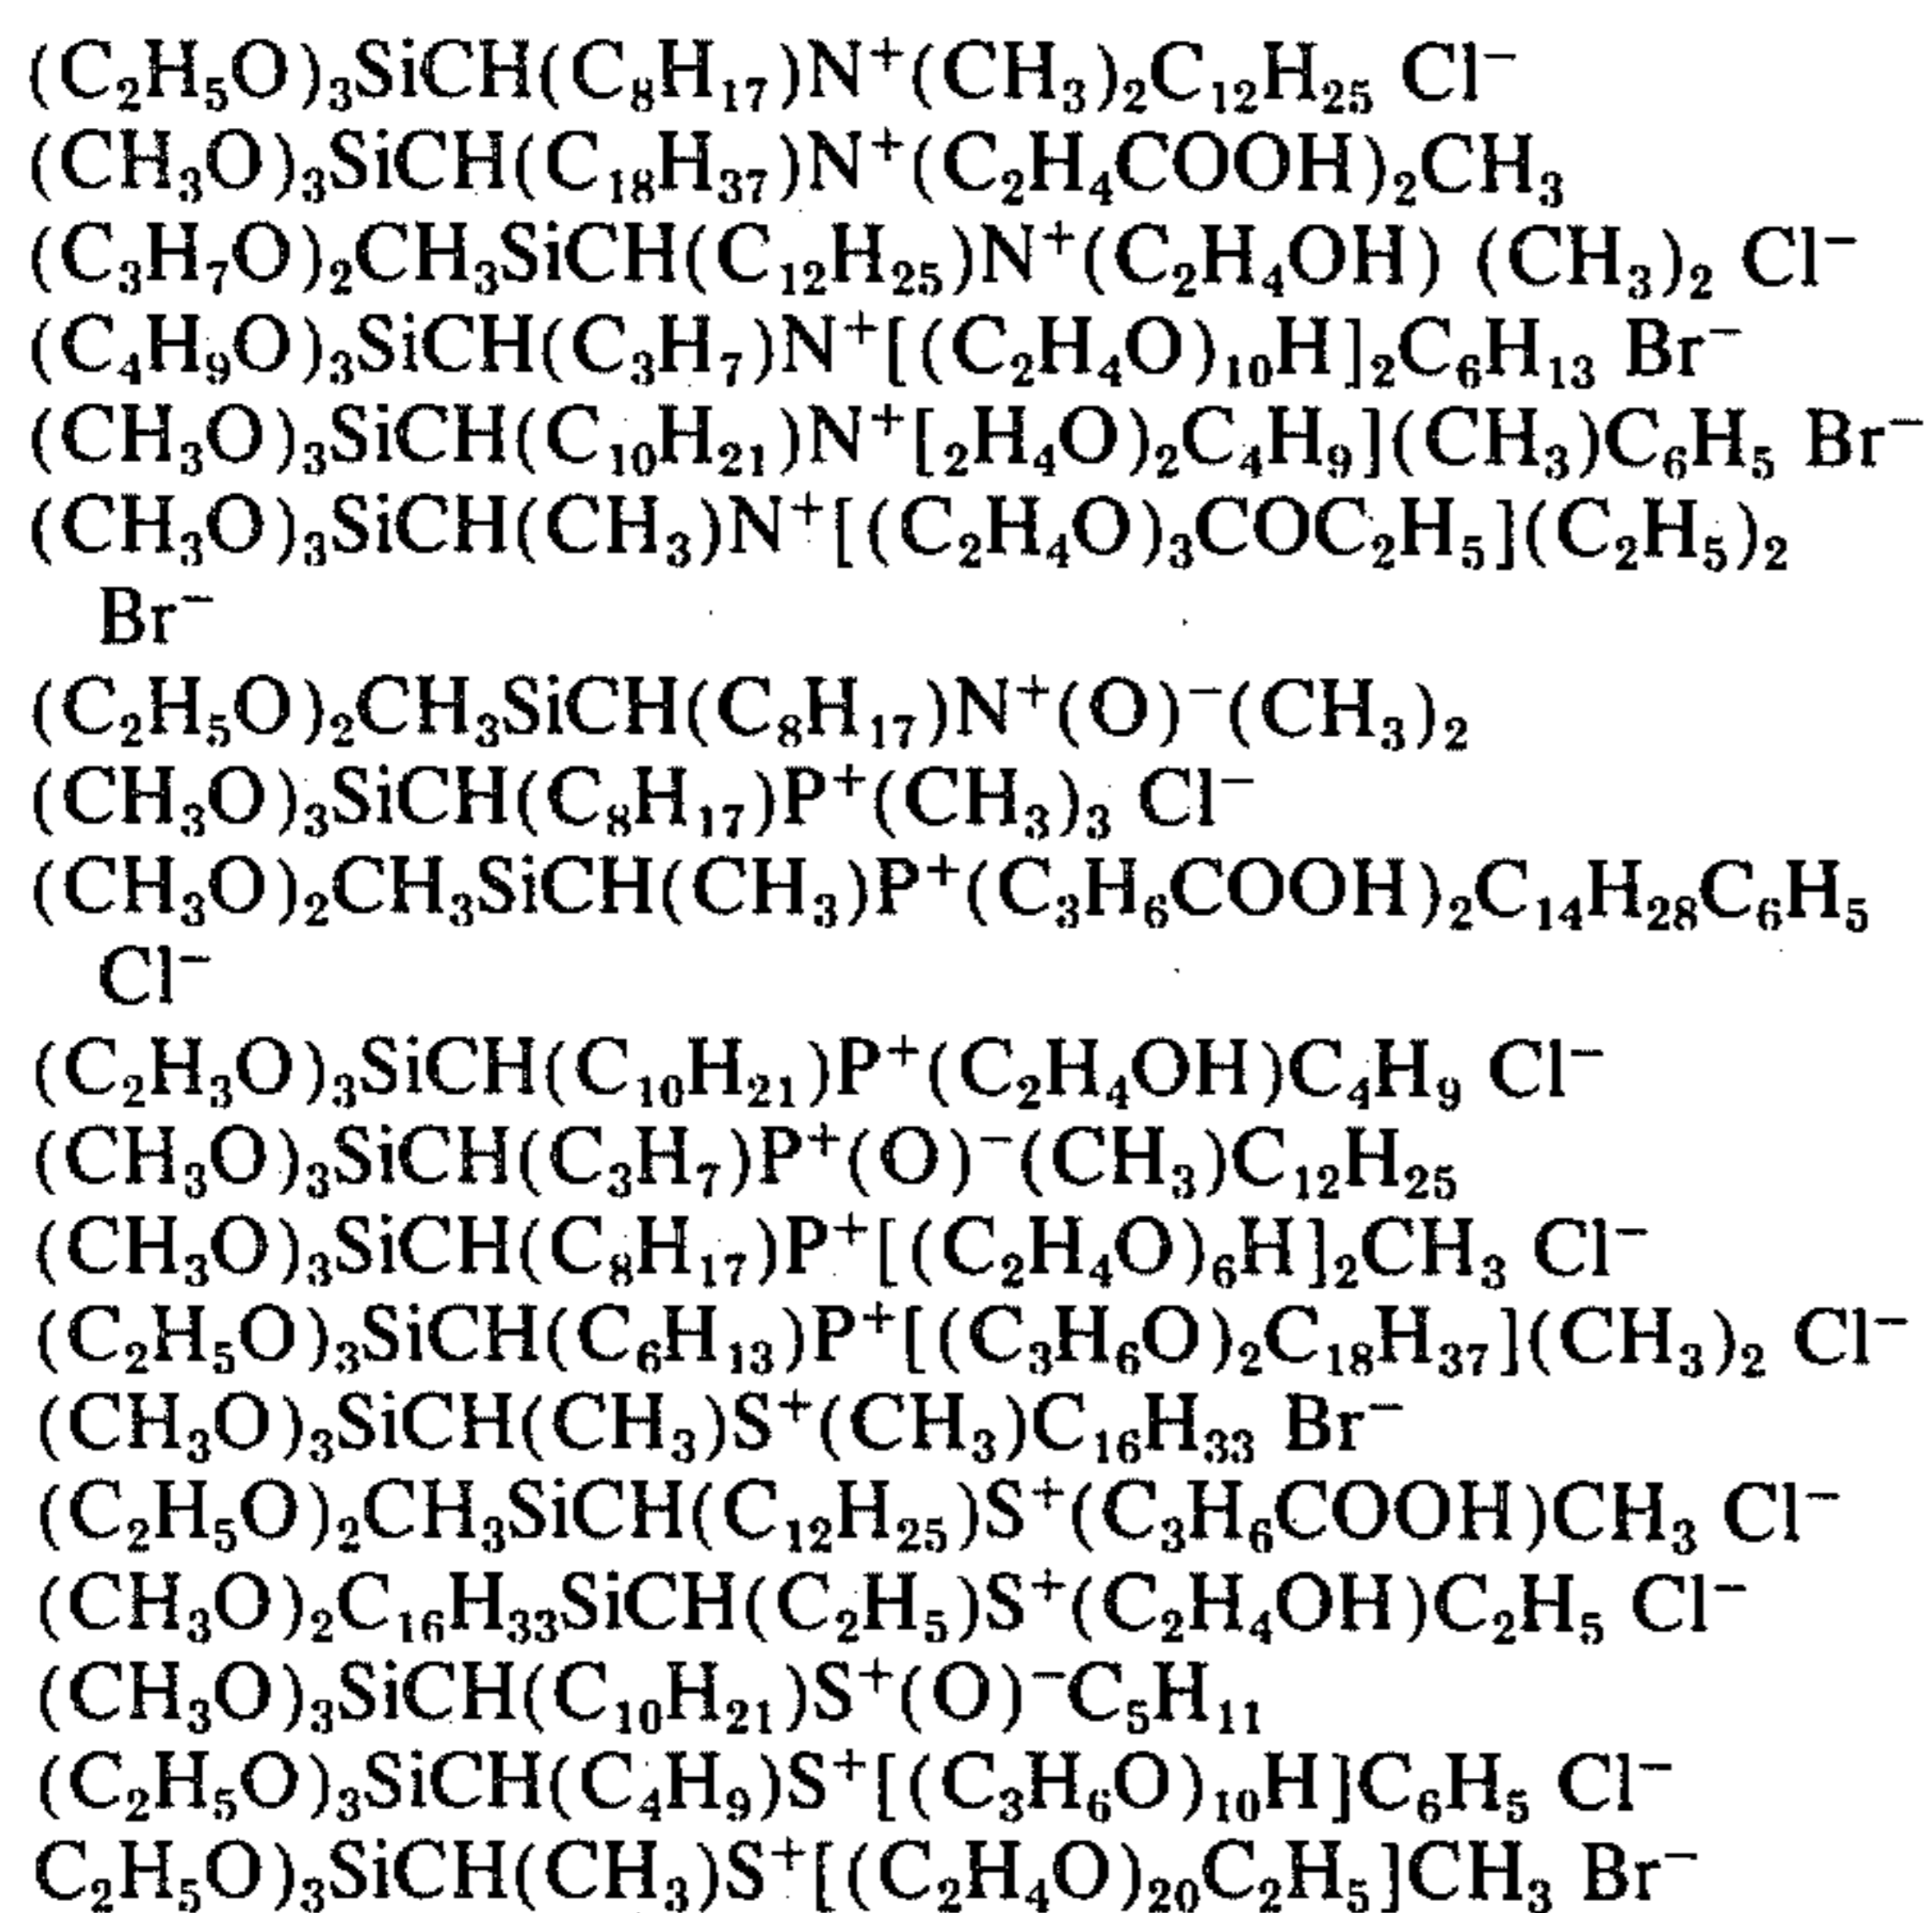 (C₂H₅O)₃SiCH(C₈H₁₇)N⁺(CH₃)₂C₁₂H₂₅ Cl⁻
(CH₃O)₃SiCH(C₁₈H₃₇)N⁺(C₂H₄COOH)₂CH₃
(C₃H₇O)₂CH₃SiCH(C₁₂H₂₅)N⁺(C₂H₄OH) (CH₃)₂ Cl⁻
(C₄H₉O)₃SiCH(C₃H₇)N⁺[(C₂H₄O)₁₀H]₂C₆H₁₃ Br⁻
(CH₃O)₃SiCH(C₁₀H₂₁)N⁺[₂H₄O)₂C₄H₉](CH₃)C₆H₅ Br⁻
(CH₃O)₃SiCH(CH₃)N⁺[(C₂H₄O)₃COC₂H₅](C₂H₅)₂
Br⁻
(C₂H₅O)₂CH₃SiCH(C₈H₁₇)N⁺(O)⁻(CH₃)₂
(CH₃O)₃SiCH(C₈H₁₇)P⁺(CH₃)₃ Cl⁻
(CH₃O)₂CH₃SiCH(CH₃)P⁺(C₃H₆COOH)₂C₁₄H₂₈C₆H₅
Cl⁻
(C₂H₃O)₃SiCH(C₁₀H₂₁)P⁺(C₂H₄OH)C₄H₉ Cl⁻
(CH₃O)₃SiCH(C₃H₇)P⁺(O)⁻(CH₃)C₁₂H₂₅
(CH₃O)₃SiCH(C₈H₁₇)P⁺[(C₂H₄O)₆H]₂CH₃ Cl⁻
(C₂H₅O)₃SiCH(C₆H₁₃)P⁺[(C₃H₆O)₂C₁₈H₃₇](CH₃)₂ Cl⁻
(CH₃O)₃SiCH(CH₃)S⁺(CH₃)C₁₆H₃₃ Br⁻
(C₂H₅O)₂CH₃SiCH(C₁₂H₂₅)S⁺(C₃H₆COOH)CH₃ Cl⁻
(CH₃O)₂C₁₆H₃₃SiCH(C₂H₅)S⁺(C₂H₄OH)C₂H₅ Cl⁻
(CH₃O)₃SiCH(C₁₀H₂₁)S⁺(O)⁻C₅H₁₁
(C₂H₅O)₃SiCH(C₄H₉)S⁺[(C₃H₆O)₁₀H]C₆H₅ Cl⁻
C₂H₅O)₃SiCH(CH₃)S⁺[(C₂H₄O)₂₀C₂H₅]CH₃ Br⁻